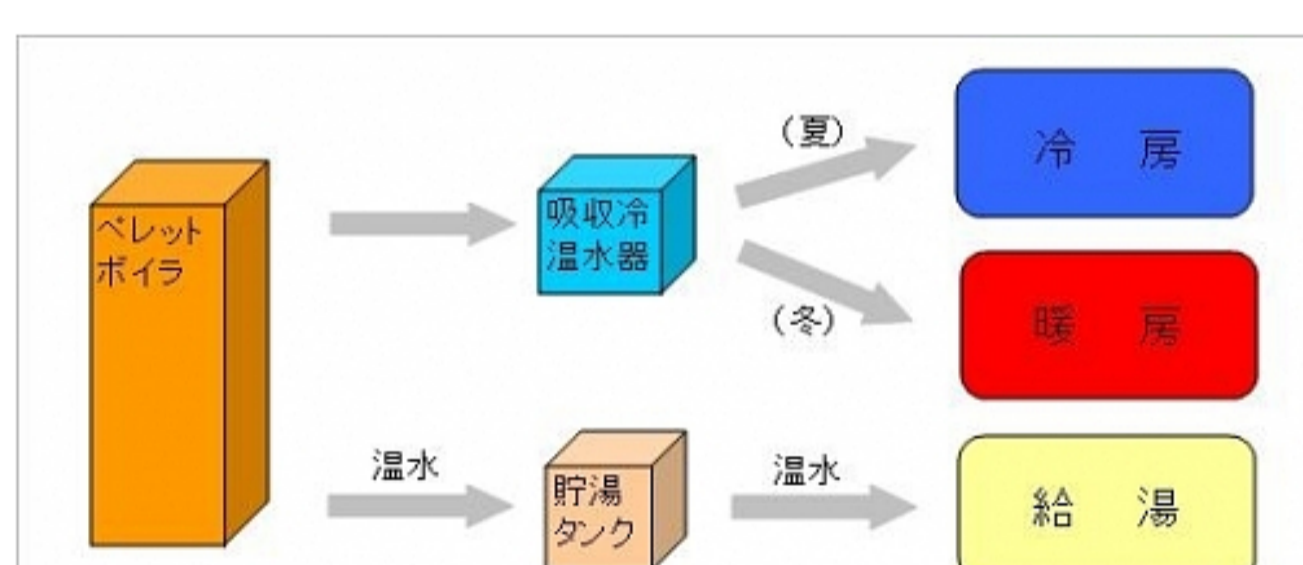 ペレット
ボイラ
吸収冷
温水器
(夏)
冷 房
(冬)
暖 房
温水
貯湯
タンク
温水
給 湯